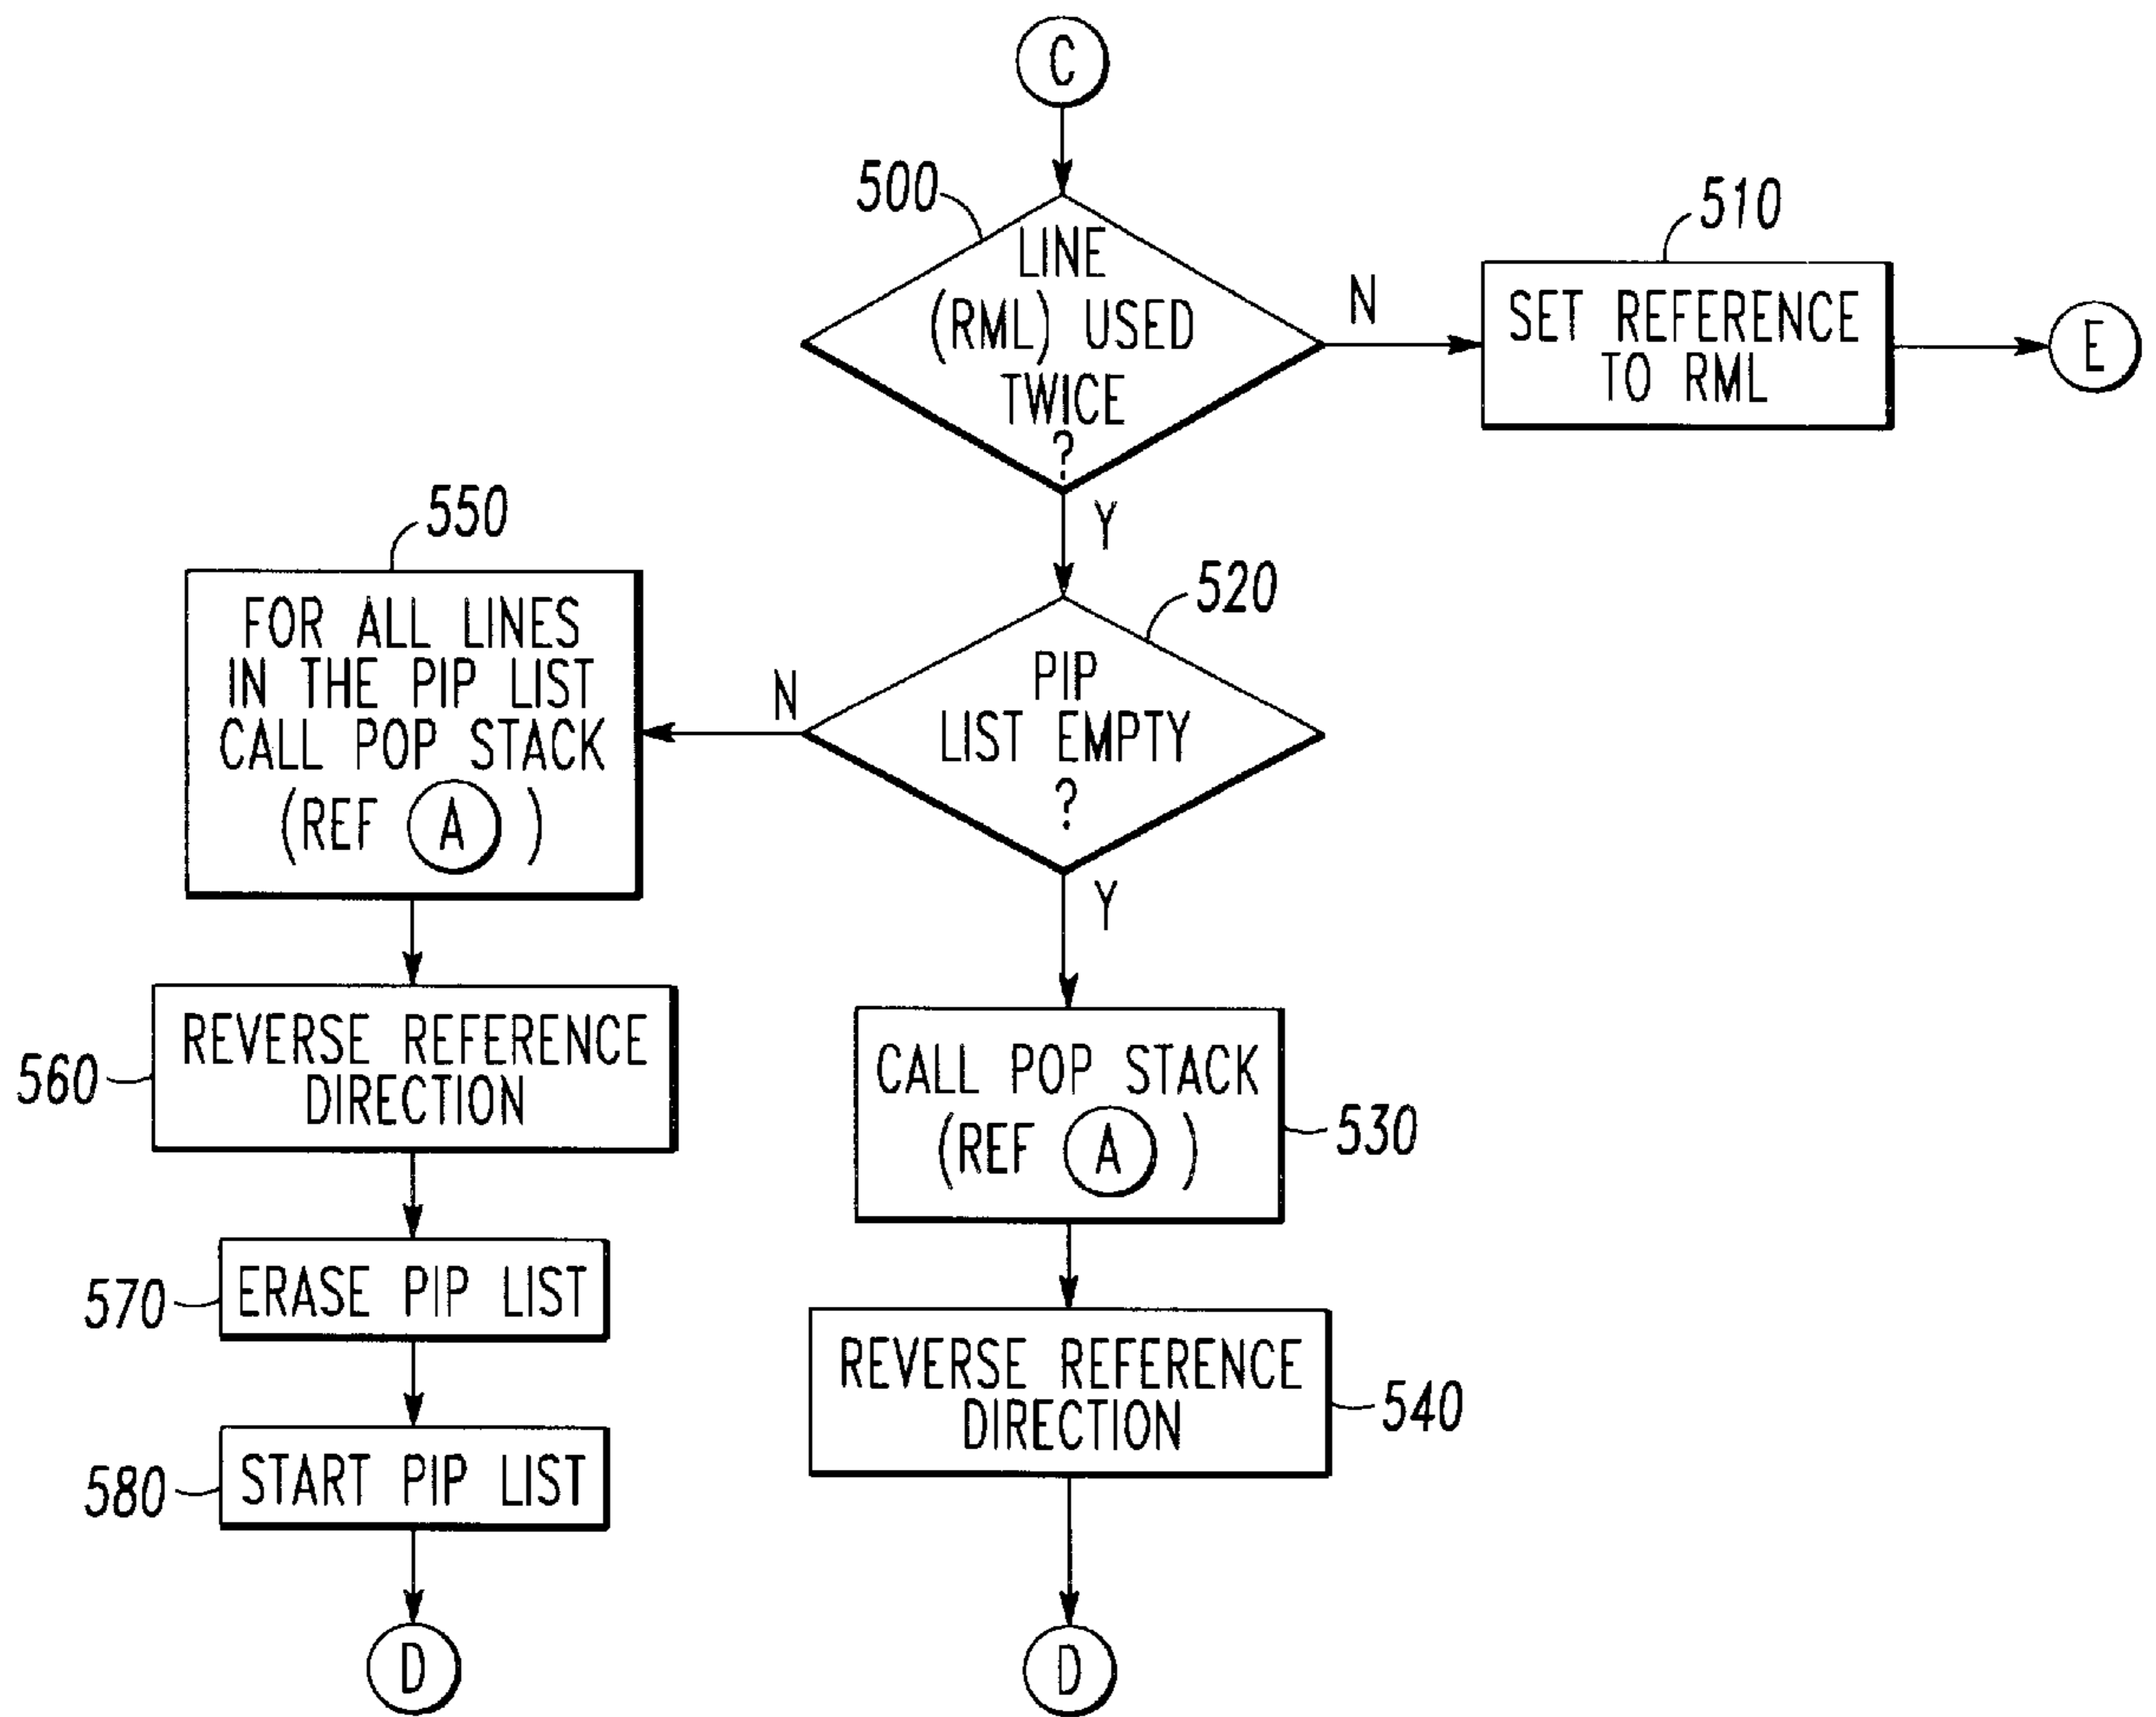 C
500
LINE
(RML) USED
TWICE
?
N
510
SET REFERENCE
TO RML
E
Y
520
PIP
LIST EMPTY
?
N
550
FOR ALL LINES
IN THE PIP LIST
CALL POP STACK
(REF A )
Y
560
REVERSE REFERENCE
DIRECTION
570
ERASE PIP LIST
580
START PIP LIST
D
CALL POP STACK
(REF A )
530
REVERSE REFERENCE
DIRECTION
540
D